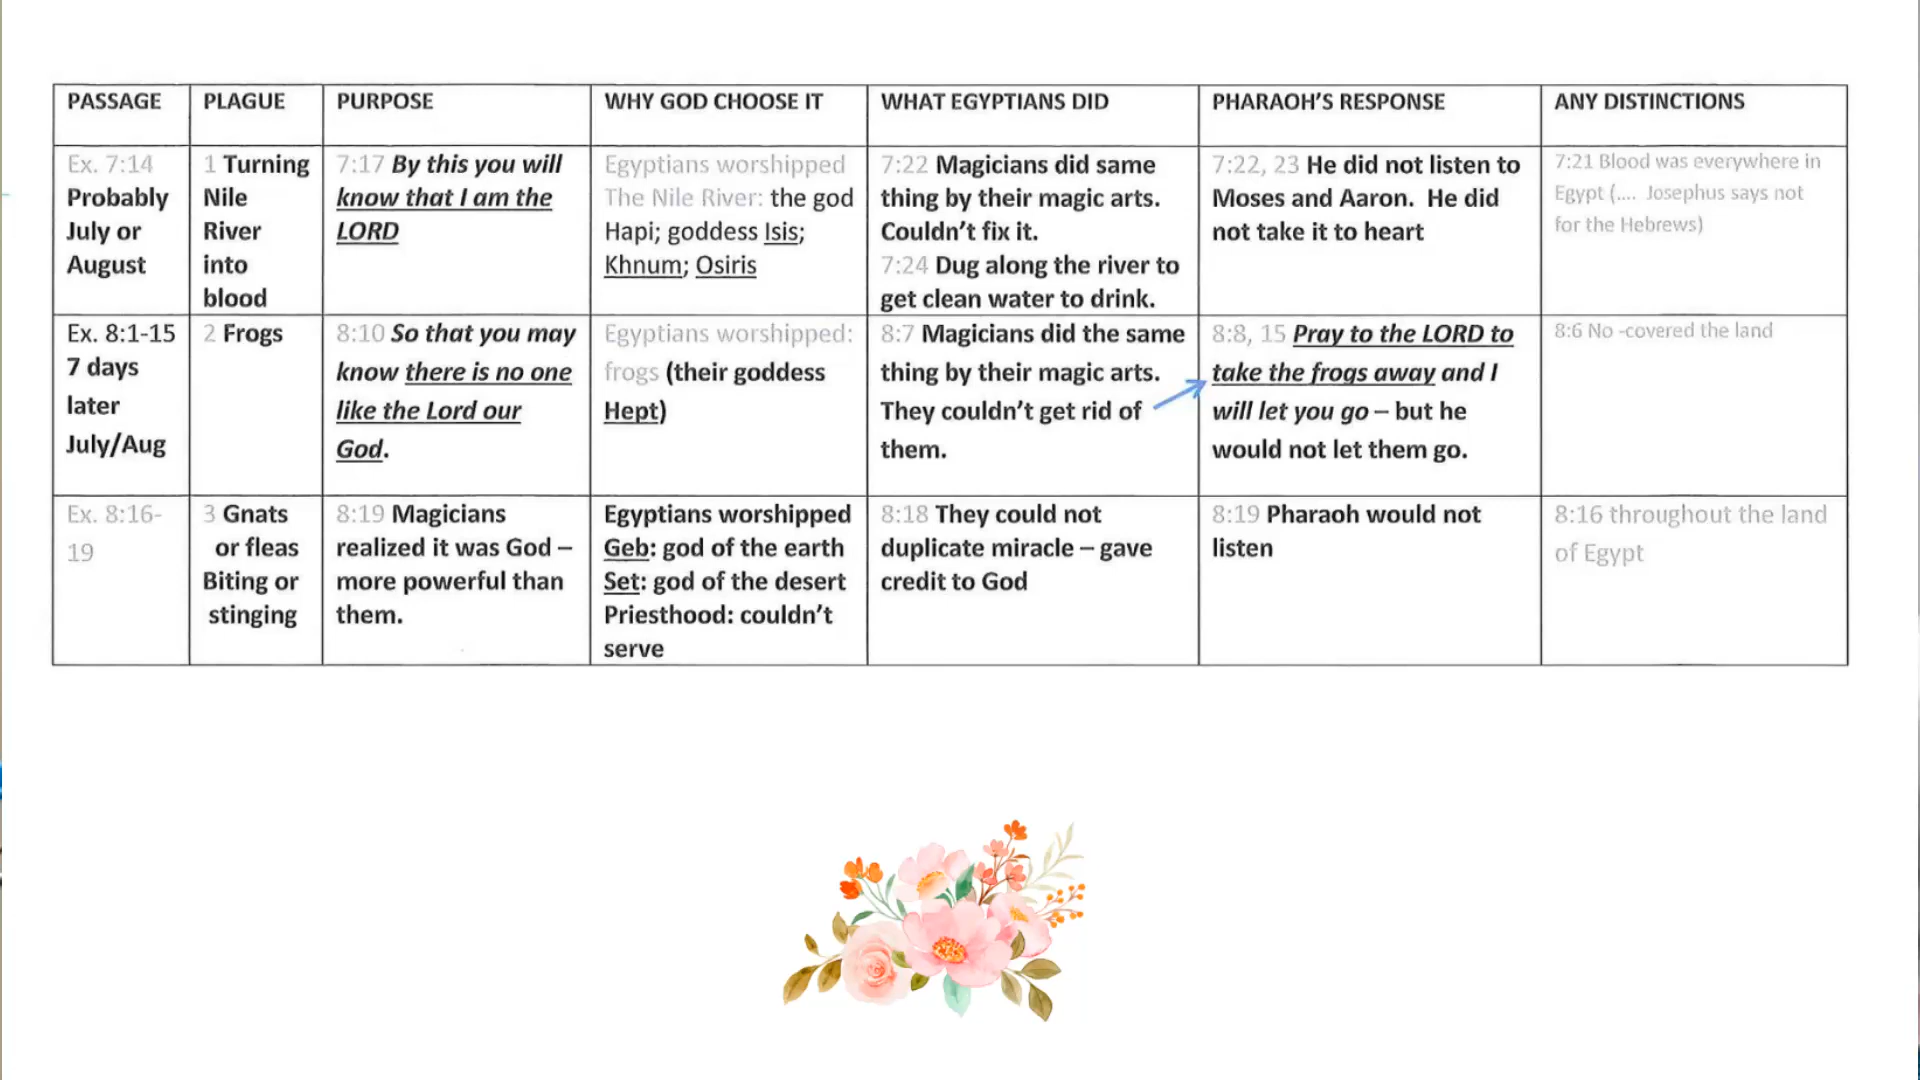 PASSAGE
PLAGUE
PURPOSE
WHY GOD CHOOSE IT
WHAT EGYPTIANS DID
PHARAOH'S RESPONSE
ANY DISTINCTIONS
Ex. 7:14
Probably
July or
August
1 Turning
Nile
River
into
blood
7:17 By this you will
know that I am the
LORD
Egyptians worshipped
The Nile River: the god
Hapi; goddess Isis;
Khnum; Osiris
7:22 Magicians did same
thing by their magic arts.
Couldn't fix it.
7:24 Dug along the river to
get clean water to drink.
7:22, 23 He did not listen to
Moses and Aaron. He did
not take it to heart
7:21 Blood was everywhere in
Egypt (.... Josephus says not
for the Hebrews)
Ex. 8:1-15
7 days
later
July/Aug
2 Frogs
8:10 So that you may
know there is no one
like the Lord our
God.
Egyptians worshipped:
frogs (their goddess
Hept)
8:7 Magicians did the same
thing by their magic arts.
They couldn't get rid of
them.
8:8, 15 Pray to the LORD to
take the frogs away and I
will let you go – but he
would not let them go.
8:6 No -covered the land
Ex. 8:16-
19
3 Gnats
or fleas
Biting or
stinging
8:19 Magicians
realized it was God –
more powerful than
them.
Egyptians worshipped
Geb: god of the earth
Set: god of the desert
Priesthood: couldn't
serve
8:18 They could not
duplicate miracle – gave
credit to God
8:19 Pharaoh would not
listen
8:16 throughout the land
of Egypt